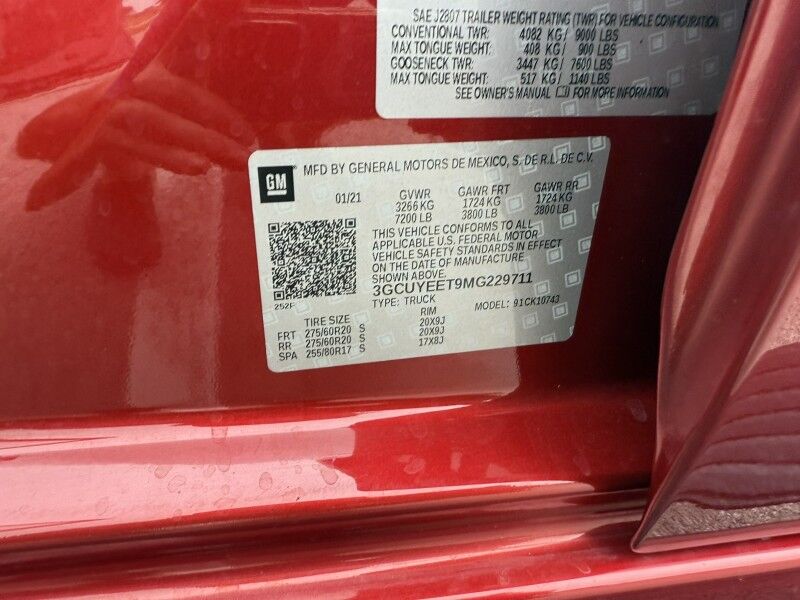 SAE J2807 TRAILER WEIGHT RATING (TWR) FOR VEHICLE CONFIGURATION
CONVENTIONAL TWR: 4082 KG/ 9000 LBS
MAX TONGUE WEIGHT: 408 KG/ 900 LBS
GOOSENECK TWR: 3447 KG/ 7600 LBS
MAX TONGUE WEIGHT: 517 KG/ 1140 LBS
SEE OWNER'S MANUAL FOR MORE INFORMATION
GM
MFD BY GENERAL MOTORS DE MEXICO, S. DE R.L. DE C.V.
01/21 GVWR GAWR FRT GAWR RR
3266 KG 1724 KG 1724 KG
7200 LB 3800 LB 3800 LB
THIS VEHICLE CONFORMS TO ALL
APPLICABLE U.S. FEDERAL MOTOR
VEHICLE SAFETY STANDARDS IN EFFECT
ON THE DATE OF MANUFACTURE
SHOWN ABOVE.
3GCUYEET9MG229711
252F TYPE: TRUCK MODEL: 91CK10743
TIRE SIZE RIM
FRT 275/60R20 S 20X9J
RR 275/60R20 S 20X9J
SPA 255/80R17 S 17X8J